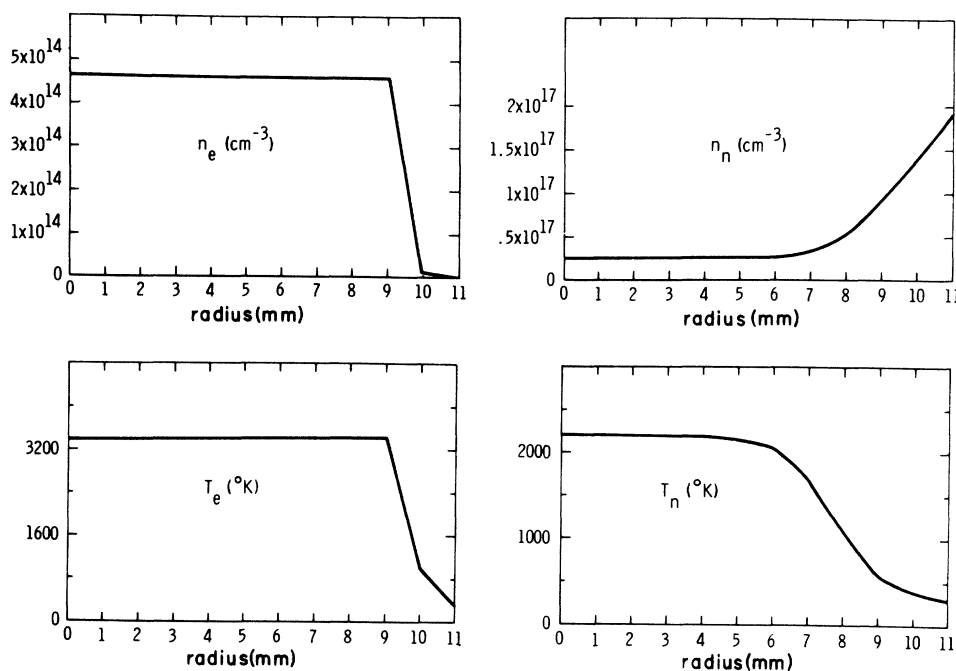 5x10^14
4x10^14
3x10^14
2x10^14
1x10^14
0
n_e (cm^-3)
0 1 2 3 4 5 6 7 8 9 10 11
radius(mm)
2x10^17
1.5x10^17
1x10^17
.5x10^17
0
n_n (cm^-3)
0 1 2 3 4 5 6 7 8 9 10 11
radius(mm)
3200
1600
0
T_e (°K)
0 1 2 3 4 5 6 7 8 9 10 11
radius(mm)
2000
1000
0
T_n (°K)
0 1 2 3 4 5 6 7 8 9 10 11
radius(mm)